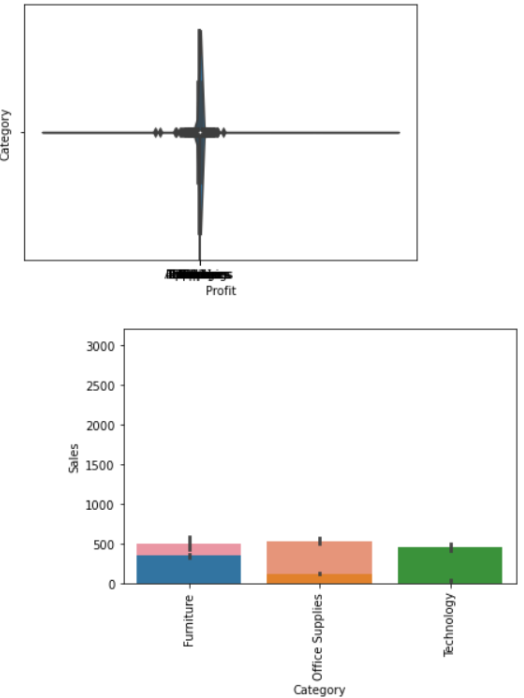 Category
Profit
3000
2500
2000
1500
1000
500
0
Sales
Furniture
Office Supplies
Technology
Category